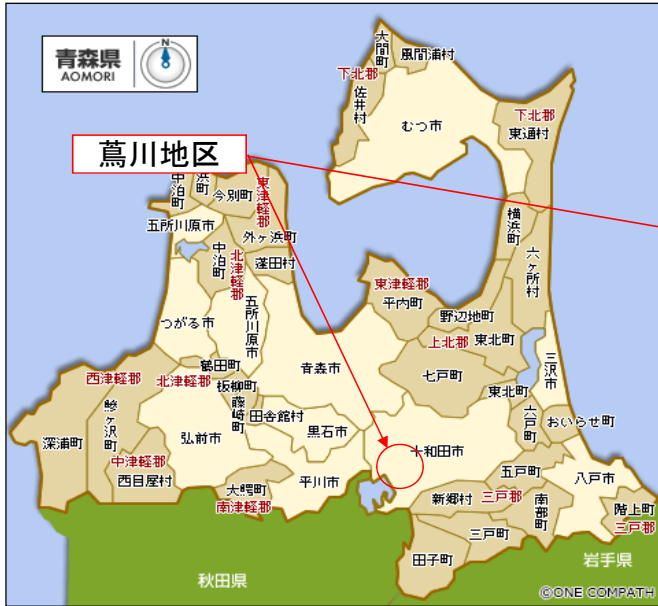 青森県
AOMORI
N
大間町
風間浦村
下北郡
佐井村
むつ市
下北郡
東通村
蔦川地区
中泊町
浜町
今別町
東津軽郡
外ヶ浜町
五所川原市
中泊町
北津軽郡
蓬田村
横浜町
六ヶ所村
東津軽郡
平内町
野辺地町
つがる市
五所川原市
上北郡
東北町
青森市
七戸町
三沢市
鶴田町
西津軽郡
北津軽郡
板柳町
東北町
藤崎町
田舎館村
六戸町
おいらせ町
鰺ヶ沢町
黒石市
深浦町
弘前市
十和田市
中津軽郡
西目屋村
平川市
五戸町
八戸市
大鰐町
南津軽郡
新郷村
三戸郡
南部町
階上町
三戸郡
三戸町
田子町
岩手県
秋田県
©ONE COMPATH